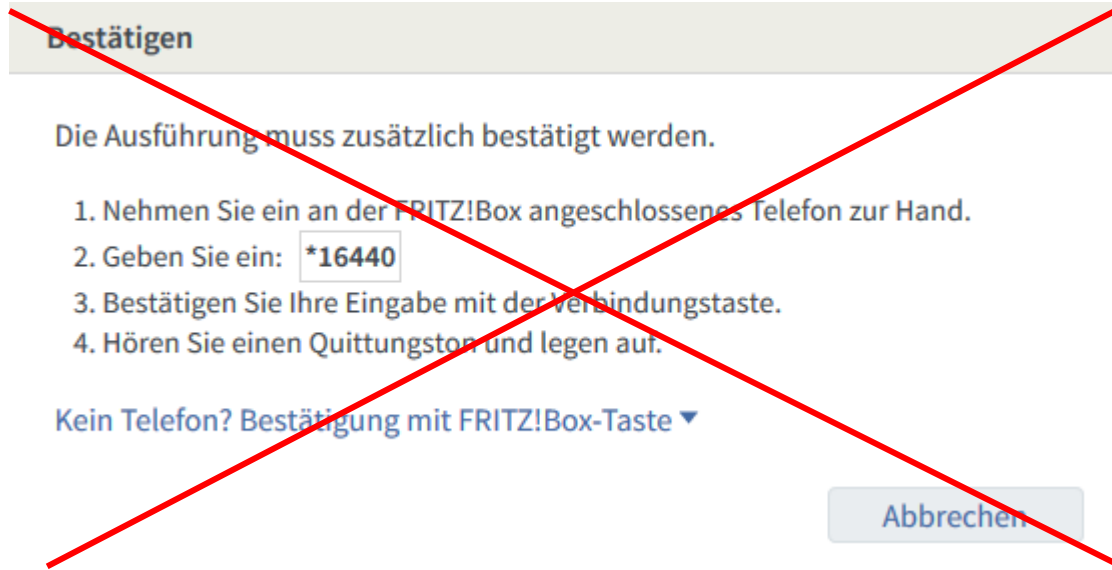 Bestätigen
Die Ausführung muss zusätzlich bestätigt werden.
1. Nehmen Sie ein an der FRITZ!Box angeschlossenes Telefon zur Hand.
2. Geben Sie ein: *16440
3. Bestätigen Sie Ihre Eingabe mit der Verbindungstaste.
4. Hören Sie einen Quittungston und legen auf.
Kein Telefon? Bestätigung mit FRITZ!Box-Taste ▼
Abbrechen